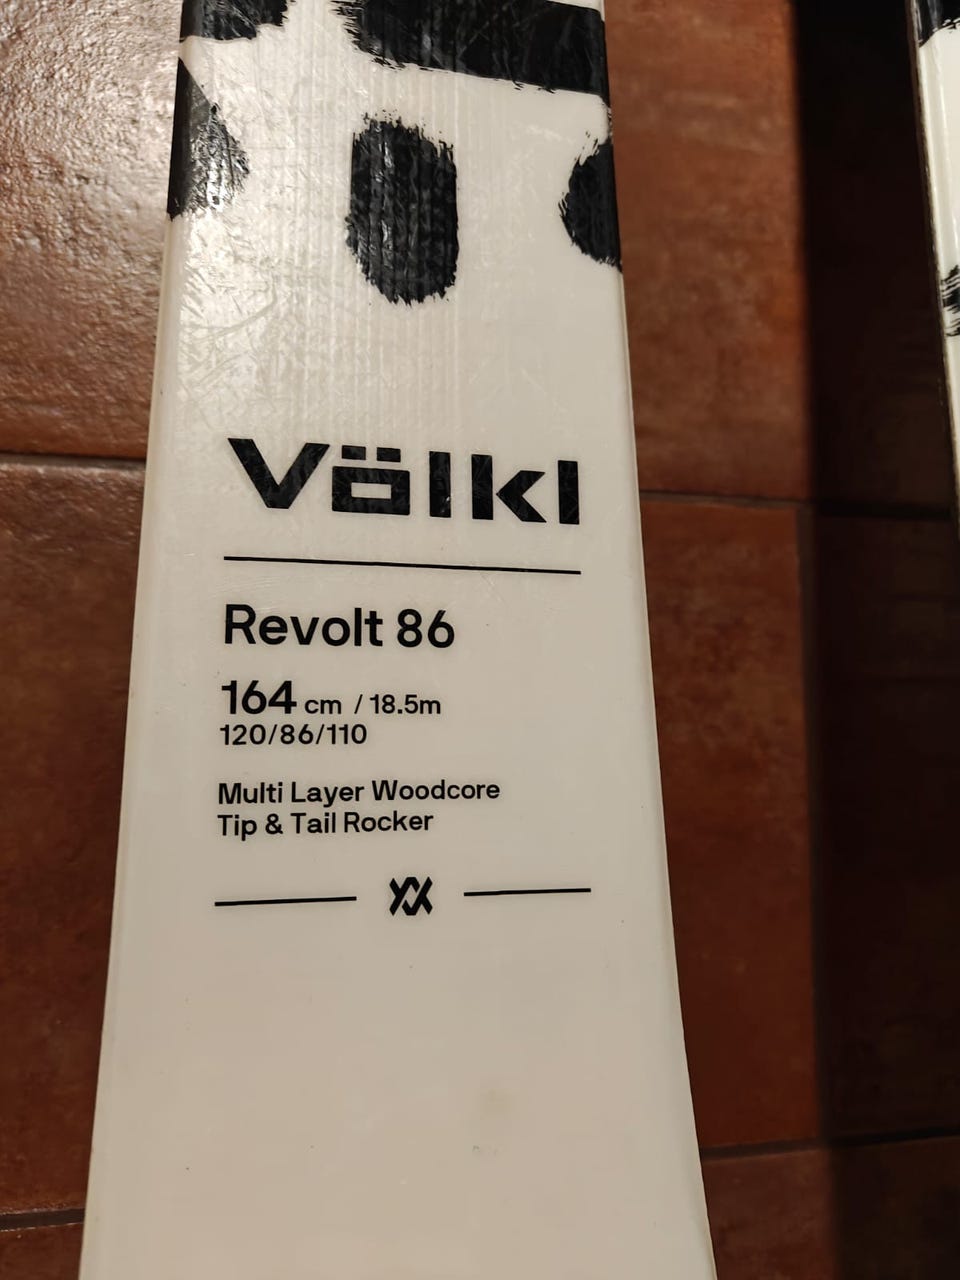 Völkl
Revolt 86
164 cm / 18.5m
120/86/110
Multi Layer Woodcore
Tip & Tail Rocker